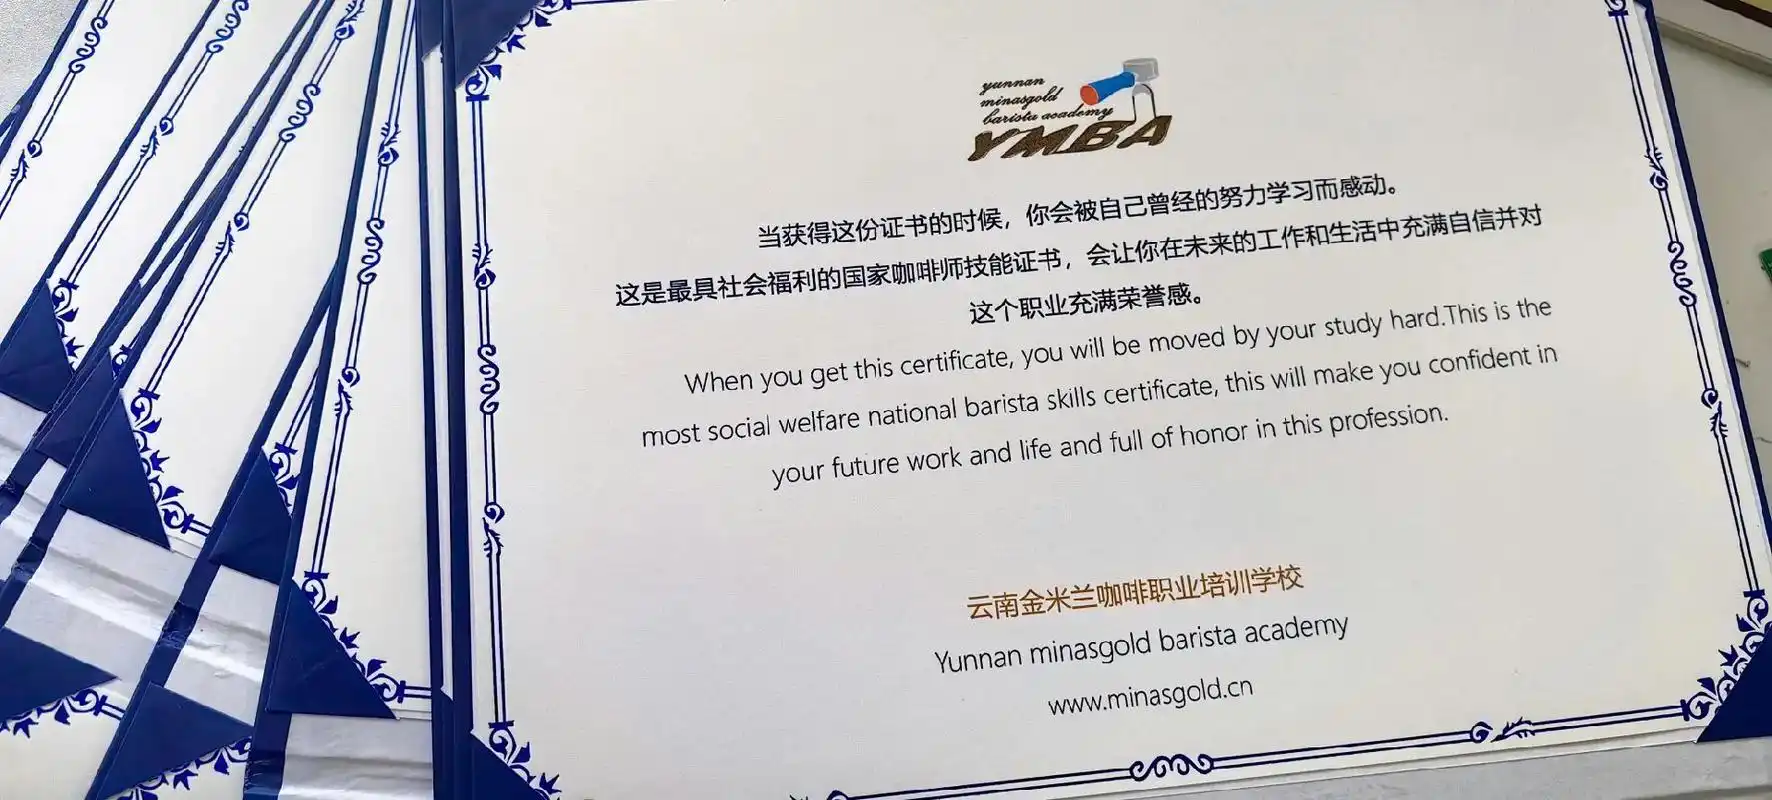 yunnan
minasgold
barista academy
YMBA
当获得这份证书的时候，你会被自己曾经的努力学习而感动。
这是最具社会福利的国家咖啡师技能证书，会让你在未来的工作和生活中充满自信并对
这个职业充满荣誉感。
When you get this certificate, you will be moved by your study hard.This is the
most social welfare national barista skills certificate, this will make you confident in
your future work and life and full of honor in this profession.
云南金米兰咖啡职业培训学校
Yunnan minasgold barista academy
www.minasgold.cn